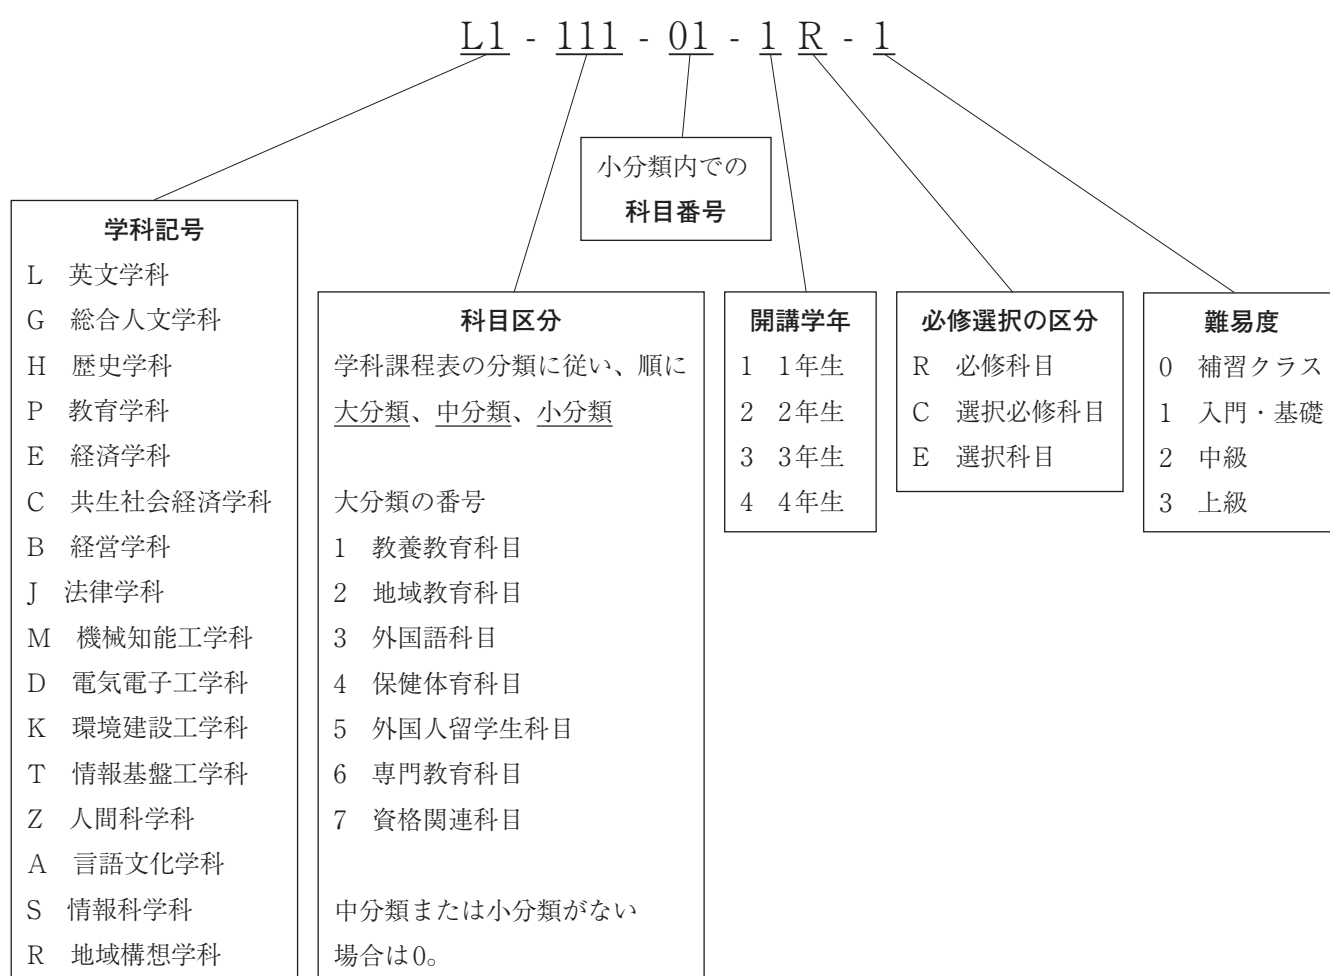 L1 - 111 - 01 - 1 R - 1
小分類内での
科目番号
学科記号
L 英文学科
G 総合人文学科
H 歴史学科
P 教育学科
E 経済学科
C 共生社会経済学科
B 経営学科
J 法律学科
M 機械知能工学科
D 電気電子工学科
K 環境建設工学科
T 情報基盤工学科
Z 人間科学科
A 言語文化学科
S 情報科学科
R 地域構想学科
科目区分
学科課程表の分類に従い、順に
大分類、中分類、小分類
大分類の番号
1 教養教育科目
2 地域教育科目
3 外国語科目
4 保健体育科目
5 外国人留学生科目
6 専門教育科目
7 資格関連科目
中分類または小分類がない
場合は0。
開講学年
1 1年生
2 2年生
3 3年生
4 4年生
必修選択の区分
R 必修科目
C 選択必修科目
E 選択科目
難易度
0 補習クラス
1 入門・基礎
2 中級
3 上級